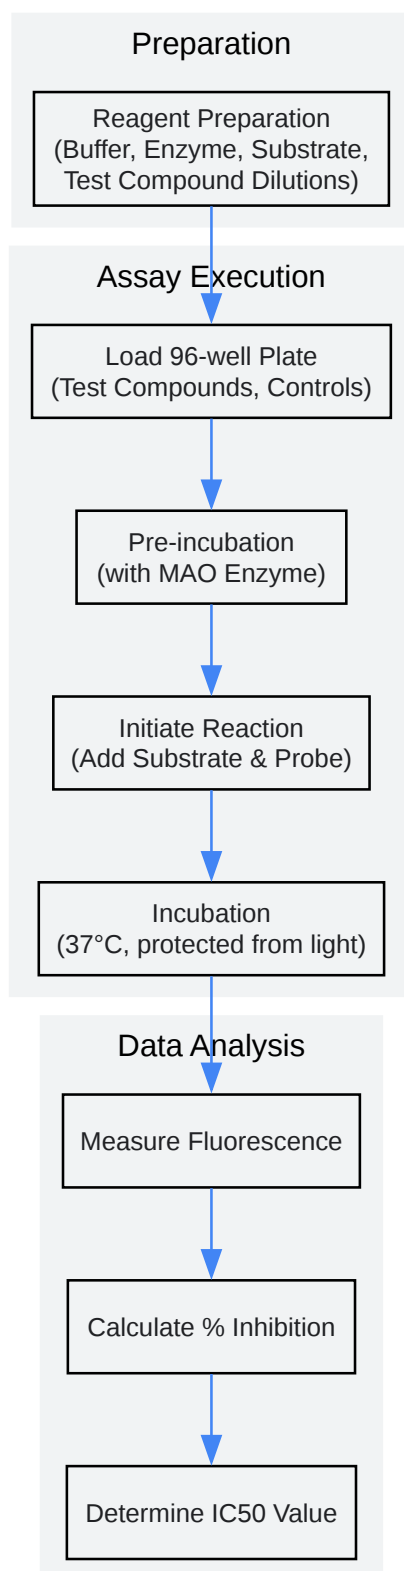 Preparation
Reagent Preparation
(Buffer, Enzyme, Substrate,
Test Compound Dilutions)
Assay Execution
Load 96-well Plate
(Test Compounds, Controls)
Pre-incubation
(with MAO Enzyme)
Initiate Reaction
(Add Substrate & Probe)
Incubation
(37°C, protected from light)
Data Analysis
Measure Fluorescence
Calculate % Inhibition
Determine IC50 Value